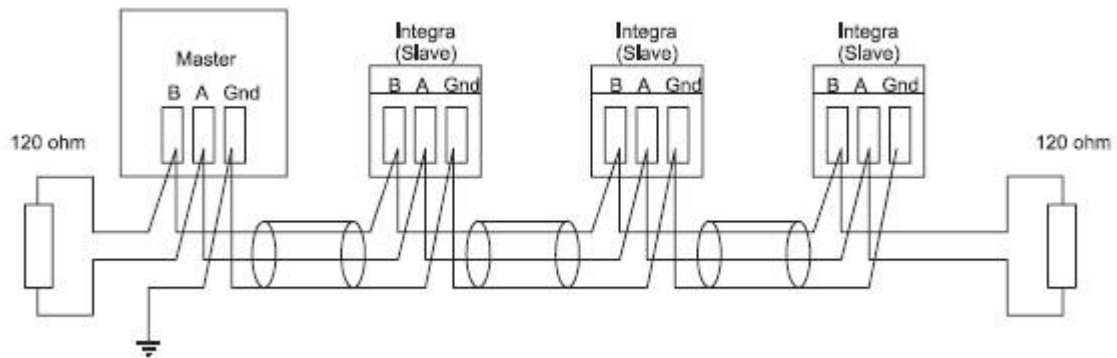 Master
B A Gnd
Integra
(Slave)
B A Gnd
Integra
(Slave)
B A Gnd
Integra
(Slave)
B A Gnd
120 ohm
120 ohm